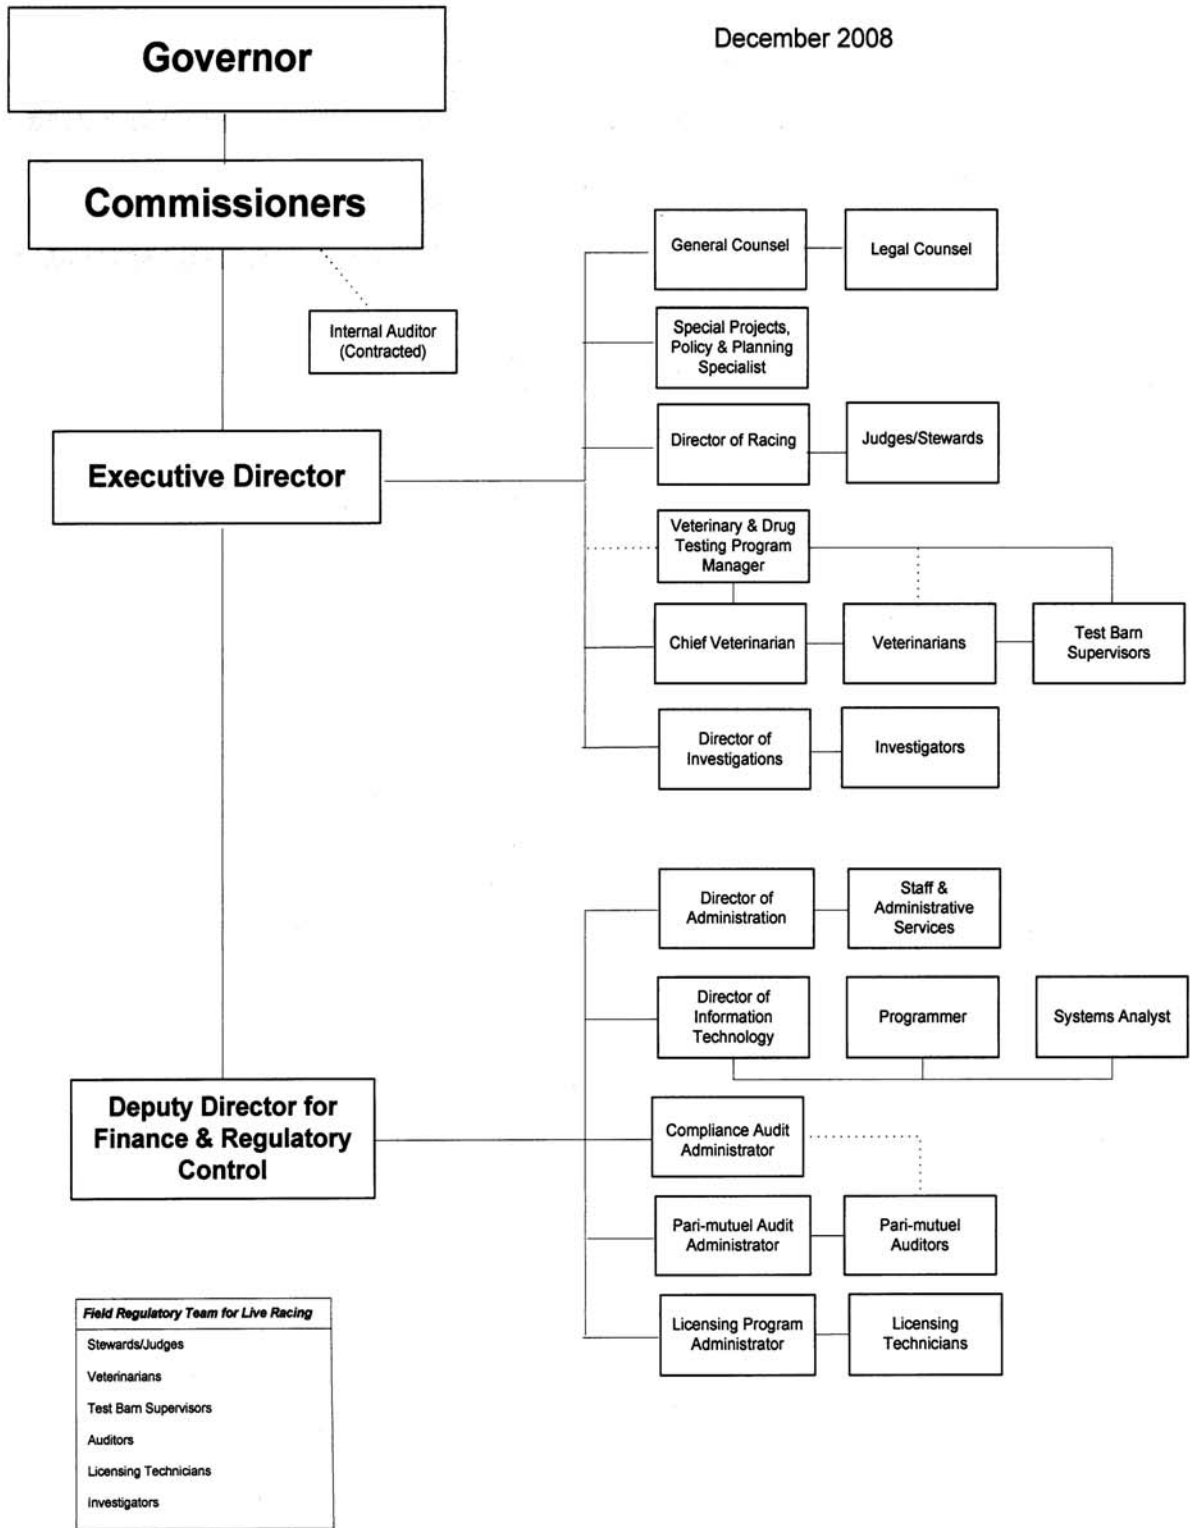 December 2008
Governor
Commissioners
Internal Auditor
(Contracted)
Executive Director
General Counsel
Legal Counsel
Special Projects,
Policy & Planning
Specialist
Director of Racing
Judges/Stewards
Veterinary & Drug
Testing Program
Manager
Chief Veterinarian
Veterinarians
Test Barn
Supervisors
Director of
Investigations
Investigators
Director of
Administration
Staff &
Administrative
Services
Director of
Information
Technology
Programmer
Systems Analyst
Deputy Director for
Finance & Regulatory
Control
Compliance Audit
Administrator
Pari-mutuel Audit
Administrator
Pari-mutuel
Auditors
Licensing Program
Administrator
Licensing
Technicians
Field Regulatory Team for Live Racing
Stewards/Judges
Veterinarians
Test Barn Supervisors
Auditors
Licensing Technicians
Investigators